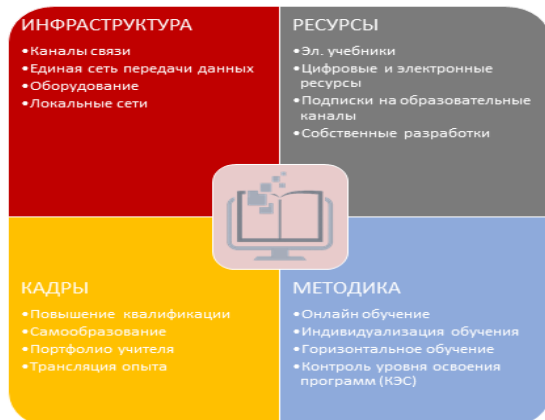 ИНФРАСТРУКТУРА
•Каналы связи
•Единая сеть передачи данных
•Оборудование
•Локальные сети
РЕСУРСЫ
•Эл. учебники
•Цифровые и электронные
ресурсы
•Подписки на образовательные
каналы
•Собственные разработки
КАДРЫ
•Повышение квалификации
•Самообразование
•Портфолио учителя
•Трансляция опыта
МЕТОДИКА
•Онлайн обучение
•Индивидуализация обучения
•Горизонтальное обучение
•Контроль уровня освоения
программ (КЭС)